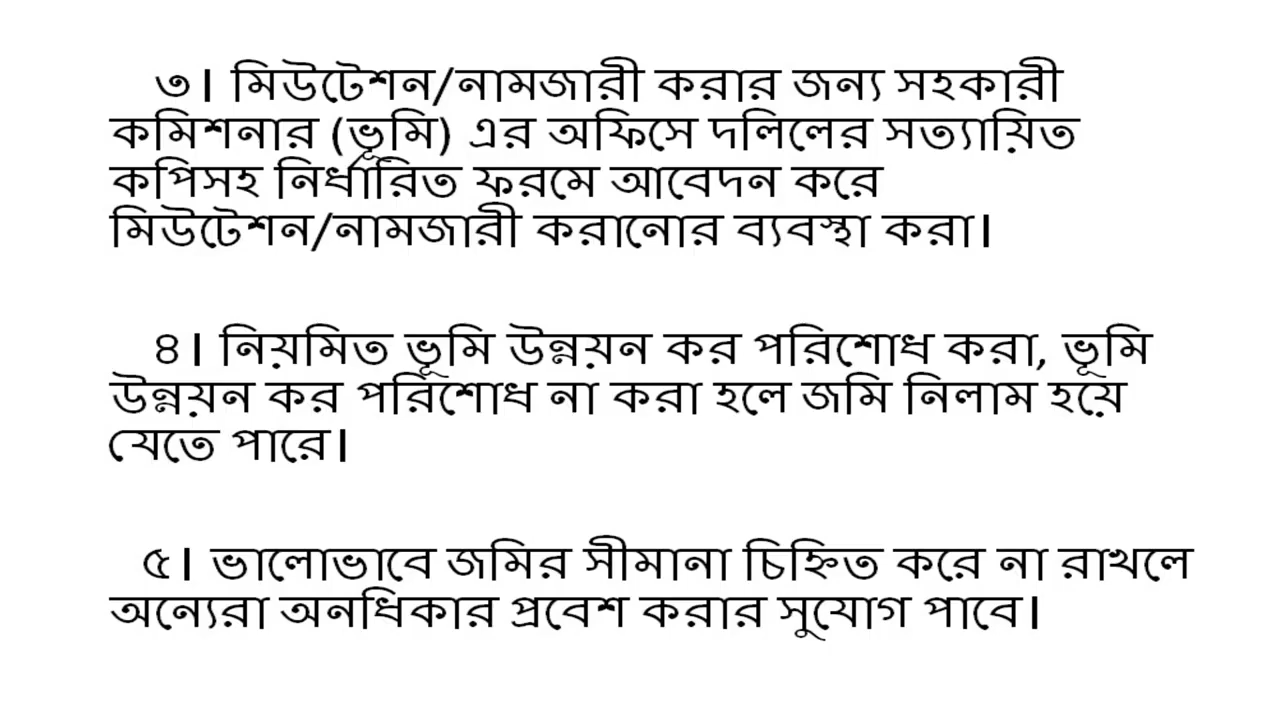 ৩। মিউটেশন/নামজারী করার জন্য সহকারী
কমিশনার (ভূমি) এর অফিসে দলিলের সত্যায়িত
কপিসহ নির্ধারিত ফরমে আবেদন করে
মিউটেশন/নামজারী করানোর ব্যবস্থা করা।
৪। নিয়মিত ভূমি উন্নয়ন কর পরিশোধ করা, ভূমি
উন্নয়ন কর পরিশোধ না করা হলে জমি নিলাম হয়ে
যেতে পারে।
৫। ভালোভাবে জমির সীমানা চিহ্নিত করে না রাখলে
অন্যেরা অনধিকার প্রবেশ করার সুযোগ পাবে।